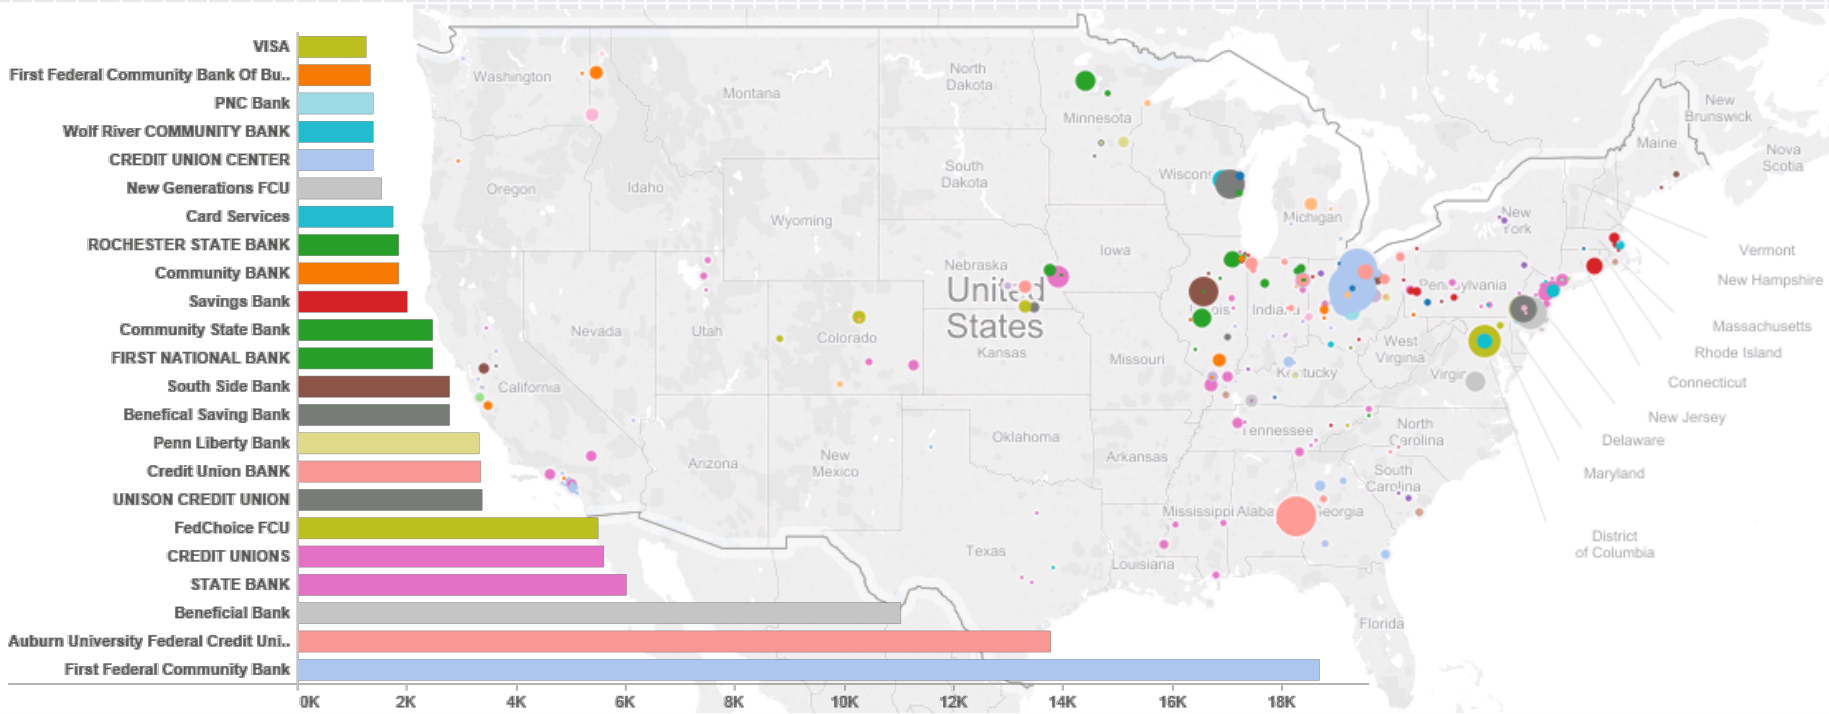 VISA
First Federal Community Bank Of Bu..
PNC Bank
Wolf River COMMUNITY BANK
CREDIT UNION CENTER
New Generations FCU
Card Services
ROCHESTER STATE BANK
Community BANK
Savings Bank
Community State Bank
FIRST NATIONAL BANK
South Side Bank
Benefical Saving Bank
Penn Liberty Bank
Credit Union BANK
UNISON CREDIT UNION
FedChoice FCU
CREDIT UNIONS
STATE BANK
Beneficial Bank
Auburn University Federal Credit Uni..
First Federal Community Bank
0K 2K 4K 6K 8K 10K 12K 14K 16K 18K
Washington
Montana
North
Dakota
Minnesota
Oregon
Idaho
South
Dakota
Wyoming
Michigan
New
York
Maine
New
Brunswick
Nova
Scotia
Iowa
Nebraska
United
States
Nevada
Utah
Colorado
Kansas
Missouri
Indiana
West
Virginia
Kentucky
Pennsylvania
California
Arizona
New
Mexico
Oklahoma
Arkansas
Tennessee
North
Carolina
South
Carolina
Mississippi
Alaba
Georgia
Texas
Louisiana
Florida
Vermont
New Hampshire
Massachusetts
Rhode Island
Connecticut
New Jersey
Delaware
Maryland
District
of Columbia